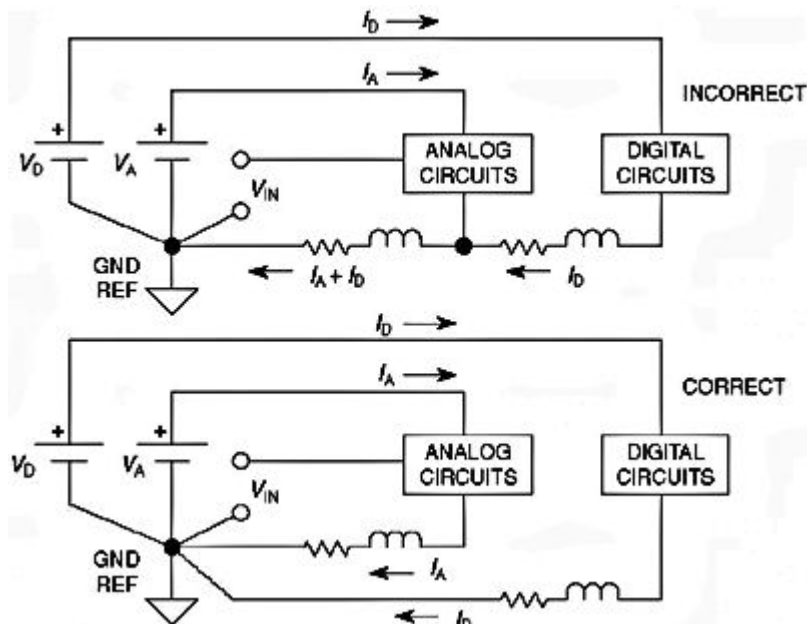 I_D
I_A
INCORRECT
+
+
V_D
V_A
V_IN
ANALOG
CIRCUITS
DIGITAL
CIRCUITS
GND
REF
I_A + I_D
I_D
I_D
I_A
CORRECT
+
+
V_D
V_A
V_IN
ANALOG
CIRCUITS
DIGITAL
CIRCUITS
GND
REF
I_A
I_D